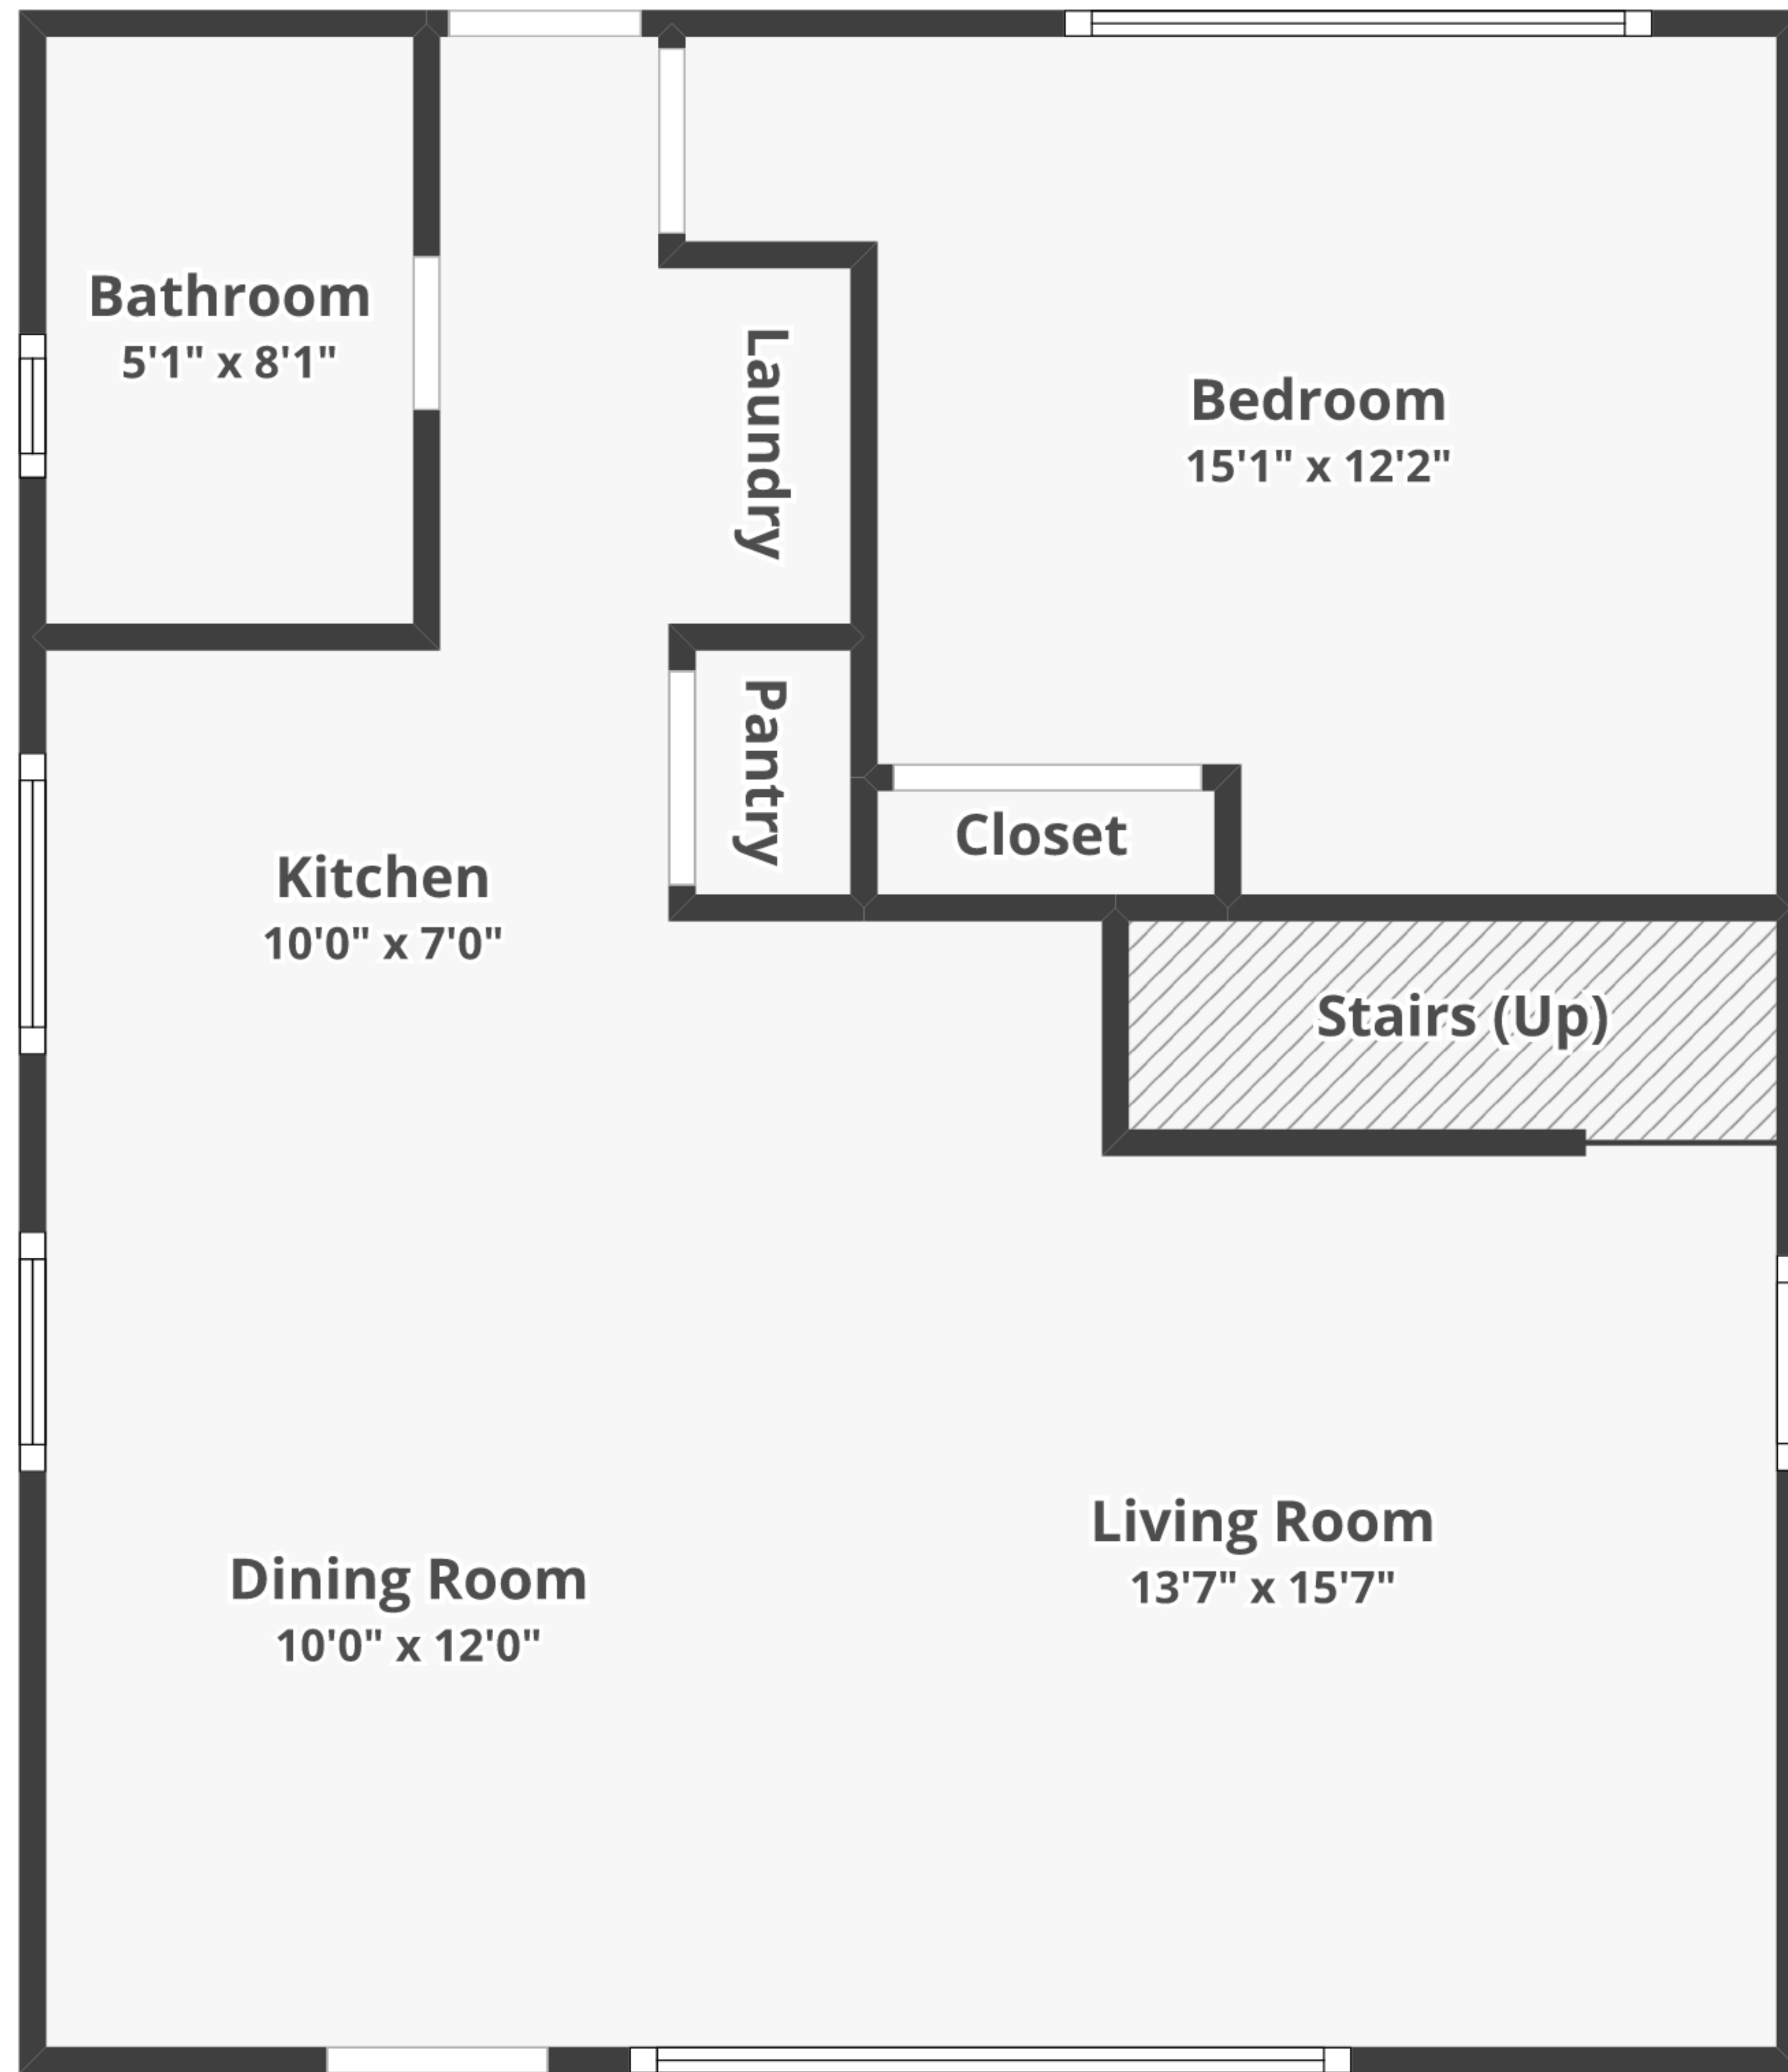 Bathroom
5'1" x 8'1"
Laundry
Bedroom
15'1" x 12'2"
Pantry
Closet
Kitchen
10'0" x 7'0"
Stairs (Up)
Living Room
13'7" x 15'7"
Dining Room
10'0" x 12'0"